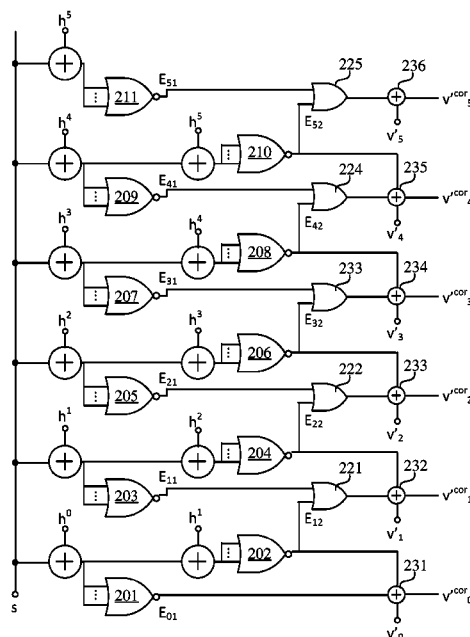 h⁵
225
236
E₅₁
211
v'ᶜᵒʳ₅
h⁴
h⁵
E₅₂
v'₅
235
210
224
E₄₁
209
v'ᶜᵒʳ₄
h³
h⁴
E₄₂
v'₄
234
208
233
E₃₁
207
v'ᶜᵒʳ₃
h²
h³
E₃₂
v'₃
233
206
222
E₂₁
205
v'ᶜᵒʳ₂
h¹
h²
E₂₂
v'₂
232
204
221
E₁₁
203
v'ᶜᵒʳ₁
h⁰
h¹
E₁₂
v'₁
231
202
s
201
E₀₁
v'ᶜᵒʳ₀